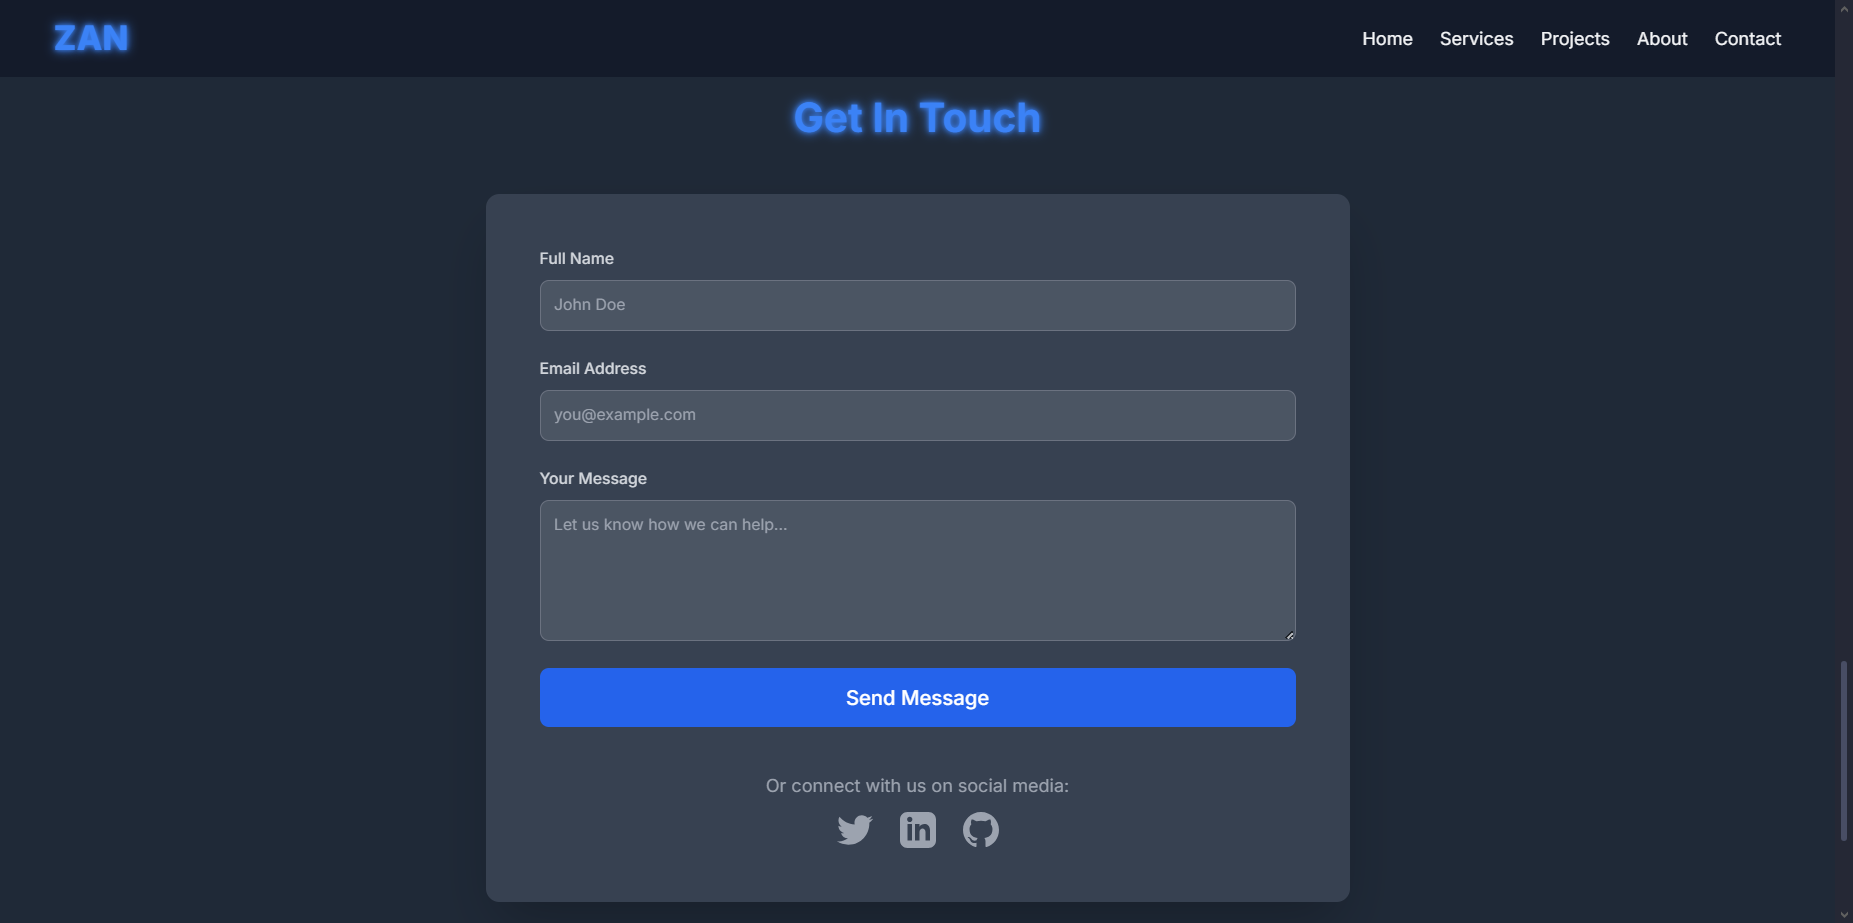 ZAN
Home Services Projects About Contact
Get In Touch
Full Name
John Doe
Email Address
you@example.com
Your Message
Let us know how we can help...
Send Message
Or connect with us on social media:
in